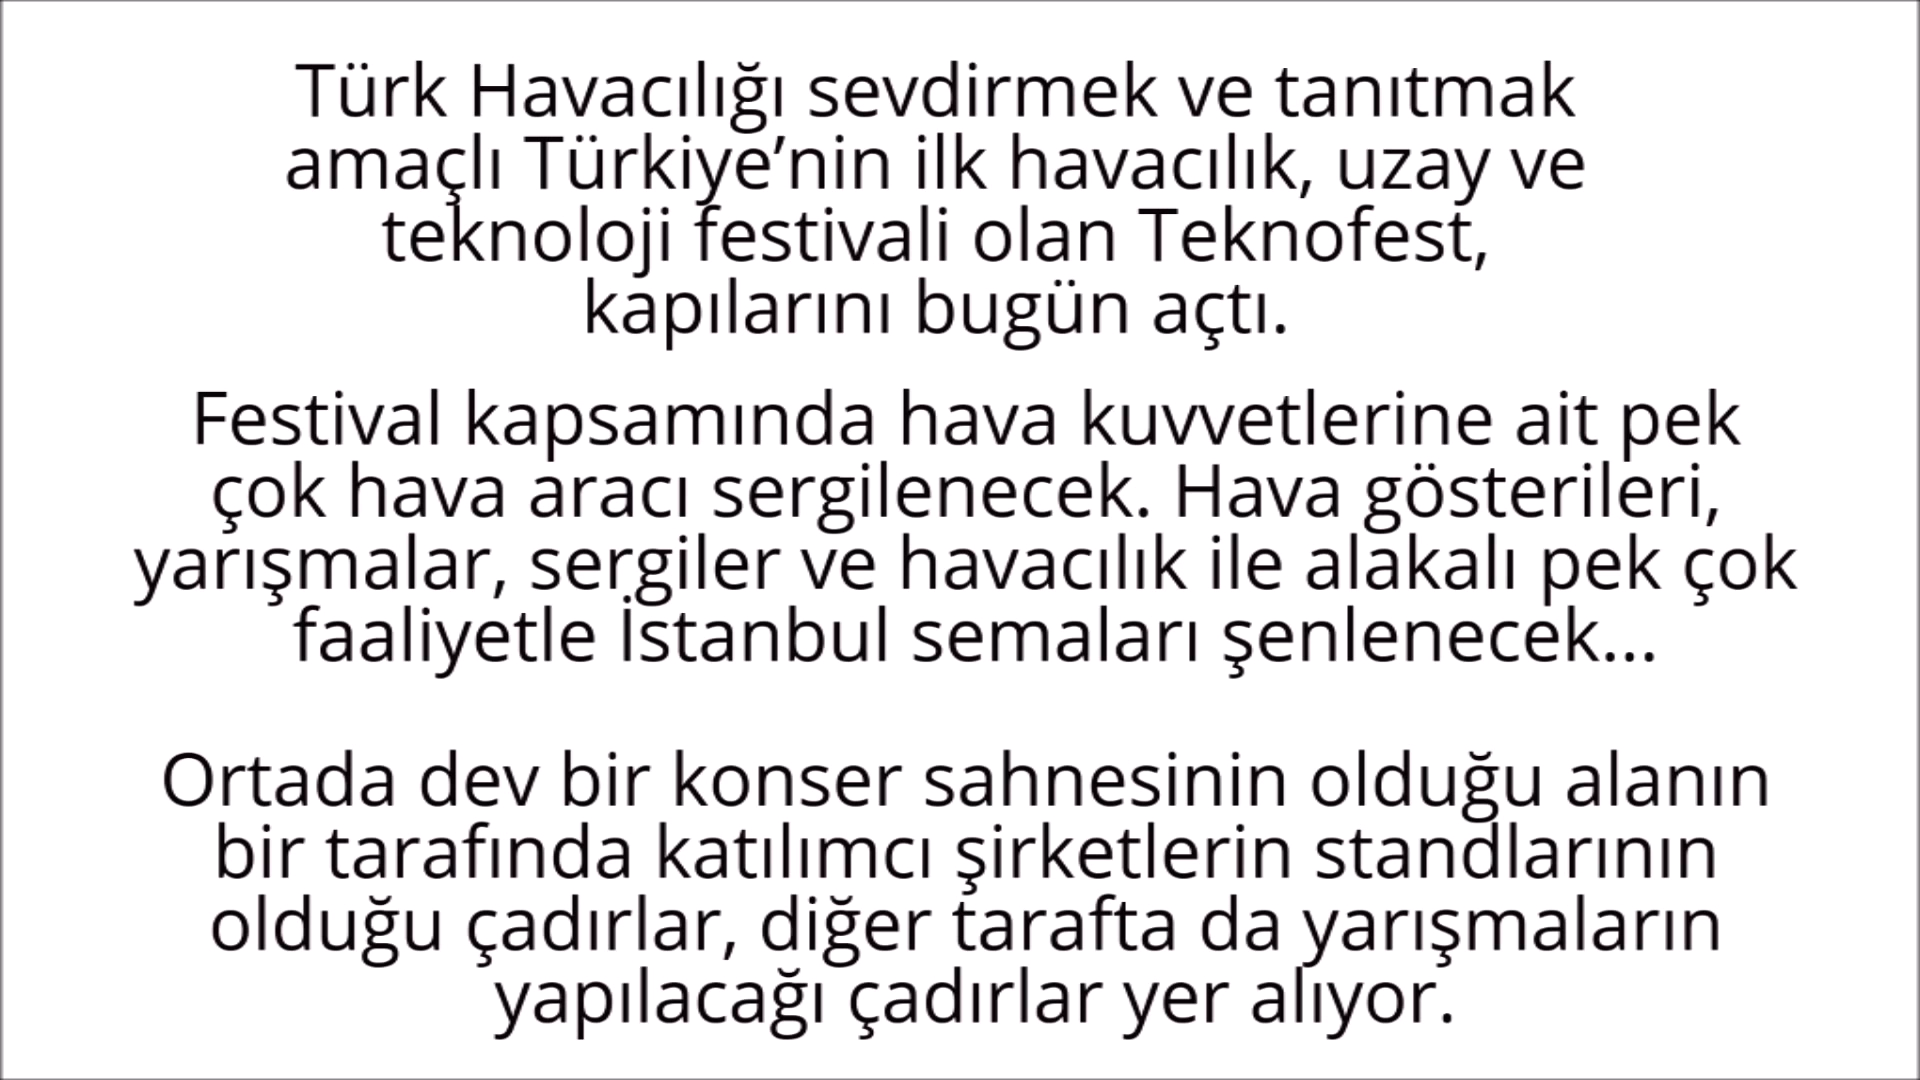 Türk Havacılığı sevdirmek ve tanıtmak
amaçlı Türkiye’nin ilk havacılık, uzay ve
teknoloji festivali olan Teknofest,
kapılarını bugün açtı.
Festival kapsamında hava kuvvetlerine ait pek
çok hava aracı sergilenecek. Hava gösterileri,
yarışmalar, sergiler ve havacılık ile alakalı pek çok
faaliyetle İstanbul semaları şenlenecek...
Ortada dev bir konser sahnesinin olduğu alanın
bir tarafında katılımcı şirketlerin standlarının
olduğu çadırlar, diğer tarafta da yarışmaların
yapılacağı çadırlar yer alıyor.